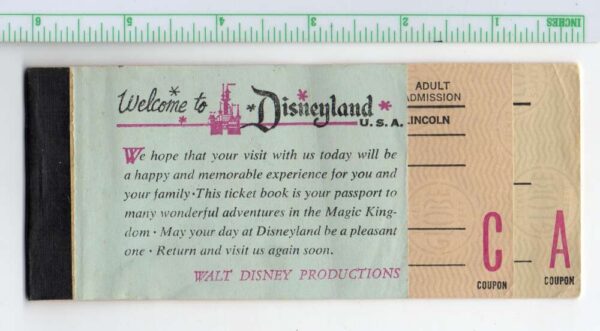 6 5 4 3 2 1 INCHES
Welcome to Disneyland
U.S.A.
We hope that your visit with us today will be
a happy and memorable experience for you and
your family·This ticket book is your passport to
many wonderful adventures in the Magic King-
dom · May your day at Disneyland be a pleasant
one · Return and visit us again soon.
WALT DISNEY PRODUCTIONS
ADULT
ADMISSION
LINCOLN
C
COUPON
A
COUPON